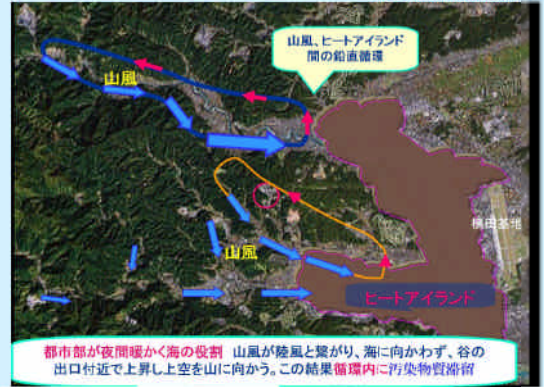 山風、ヒートアイランド
間の鉛直循環
山風
山風
横田基地
ヒートアイランド
都市部が夜間暖かく海の役割 山風が陸風と繋がり、海に向かわず、谷の
出口付近で上昇し上空を山に向かう。この結果循環内に汚染物質滞留